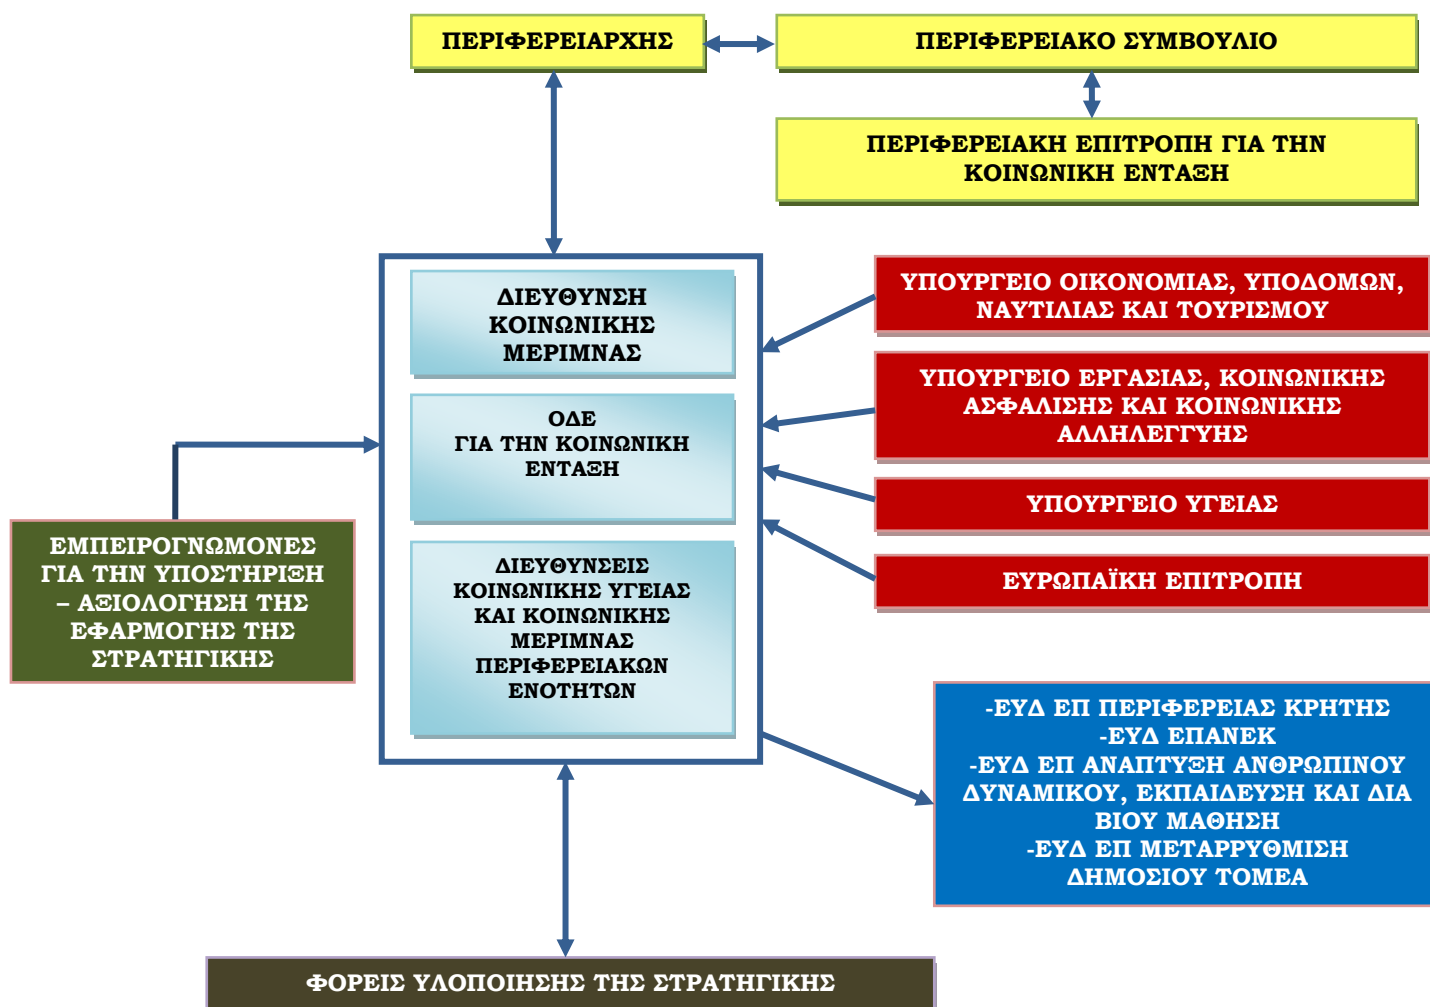 ΠΕΡΙΦΕΡΕΙΑΡΧΗΣ
ΠΕΡΙΦΕΡΕΙΑΚΟ ΣΥΜΒΟΥΛΙΟ
ΠΕΡΙΦΕΡΕΙΑΚΗ ΕΠΙΤΡΟΠΗ ΓΙΑ ΤΗΝ
ΚΟΙΝΩΝΙΚΗ ΕΝΤΑΞΗ
ΔΙΕΥΘΥΝΣΗ
ΚΟΙΝΩΝΙΚΗΣ
ΜΕΡΙΜΝΑΣ
ΟΔΕ
ΓΙΑ ΤΗΝ ΚΟΙΝΩΝΙΚΗ
ΕΝΤΑΞΗ
ΔΙΕΥΘΥΝΣΕΙΣ
ΚΟΙΝΩΝΙΚΗΣ ΥΓΕΙΑΣ
ΚΑΙ ΚΟΙΝΩΝΙΚΗΣ
ΜΕΡΙΜΝΑΣ
ΠΕΡΙΦΕΡΕΙΑΚΩΝ
ΕΝΟΤΗΤΩΝ
ΥΠΟΥΡΓΕΙΟ ΟΙΚΟΝΟΜΙΑΣ, ΥΠΟΔΟΜΩΝ,
ΝΑΥΤΙΛΙΑΣ ΚΑΙ ΤΟΥΡΙΣΜΟΥ
ΥΠΟΥΡΓΕΙΟ ΕΡΓΑΣΙΑΣ, ΚΟΙΝΩΝΙΚΗΣ
ΑΣΦΑΛΙΣΗΣ ΚΑΙ ΚΟΙΝΩΝΙΚΗΣ
ΑΛΛΗΛΕΓΓΥΗΣ
ΥΠΟΥΡΓΕΙΟ ΥΓΕΙΑΣ
ΕΥΡΩΠΑΪΚΗ ΕΠΙΤΡΟΠΗ
ΕΜΠΕΙΡΟΓΝΩΜΟΝΕΣ
ΓΙΑ ΤΗΝ ΥΠΟΣΤΗΡΙΞΗ
– ΑΞΙΟΛΟΓΗΣΗ ΤΗΣ
ΕΦΑΡΜΟΓΗΣ ΤΗΣ
ΣΤΡΑΤΗΓΙΚΗΣ
-ΕΥΔ ΕΠ ΠΕΡΙΦΕΡΕΙΑΣ ΚΡΗΤΗΣ
-ΕΥΔ ΕΠΑΝΕΚ
-ΕΥΔ ΕΠ ΑΝΑΠΤΥΞΗ ΑΝΘΡΩΠΙΝΟΥ
ΔΥΝΑΜΙΚΟΥ, ΕΚΠΑΙΔΕΥΣΗ ΚΑΙ ΔΙΑ
ΒΙΟΥ ΜΑΘΗΣΗ
-ΕΥΔ ΕΠ ΜΕΤΑΡΡΥΘΜΙΣΗ
ΔΗΜΟΣΙΟΥ ΤΟΜΕΑ
ΦΟΡΕΙΣ ΥΛΟΠΟΙΗΣΗΣ ΤΗΣ ΣΤΡΑΤΗΓΙΚΗΣ